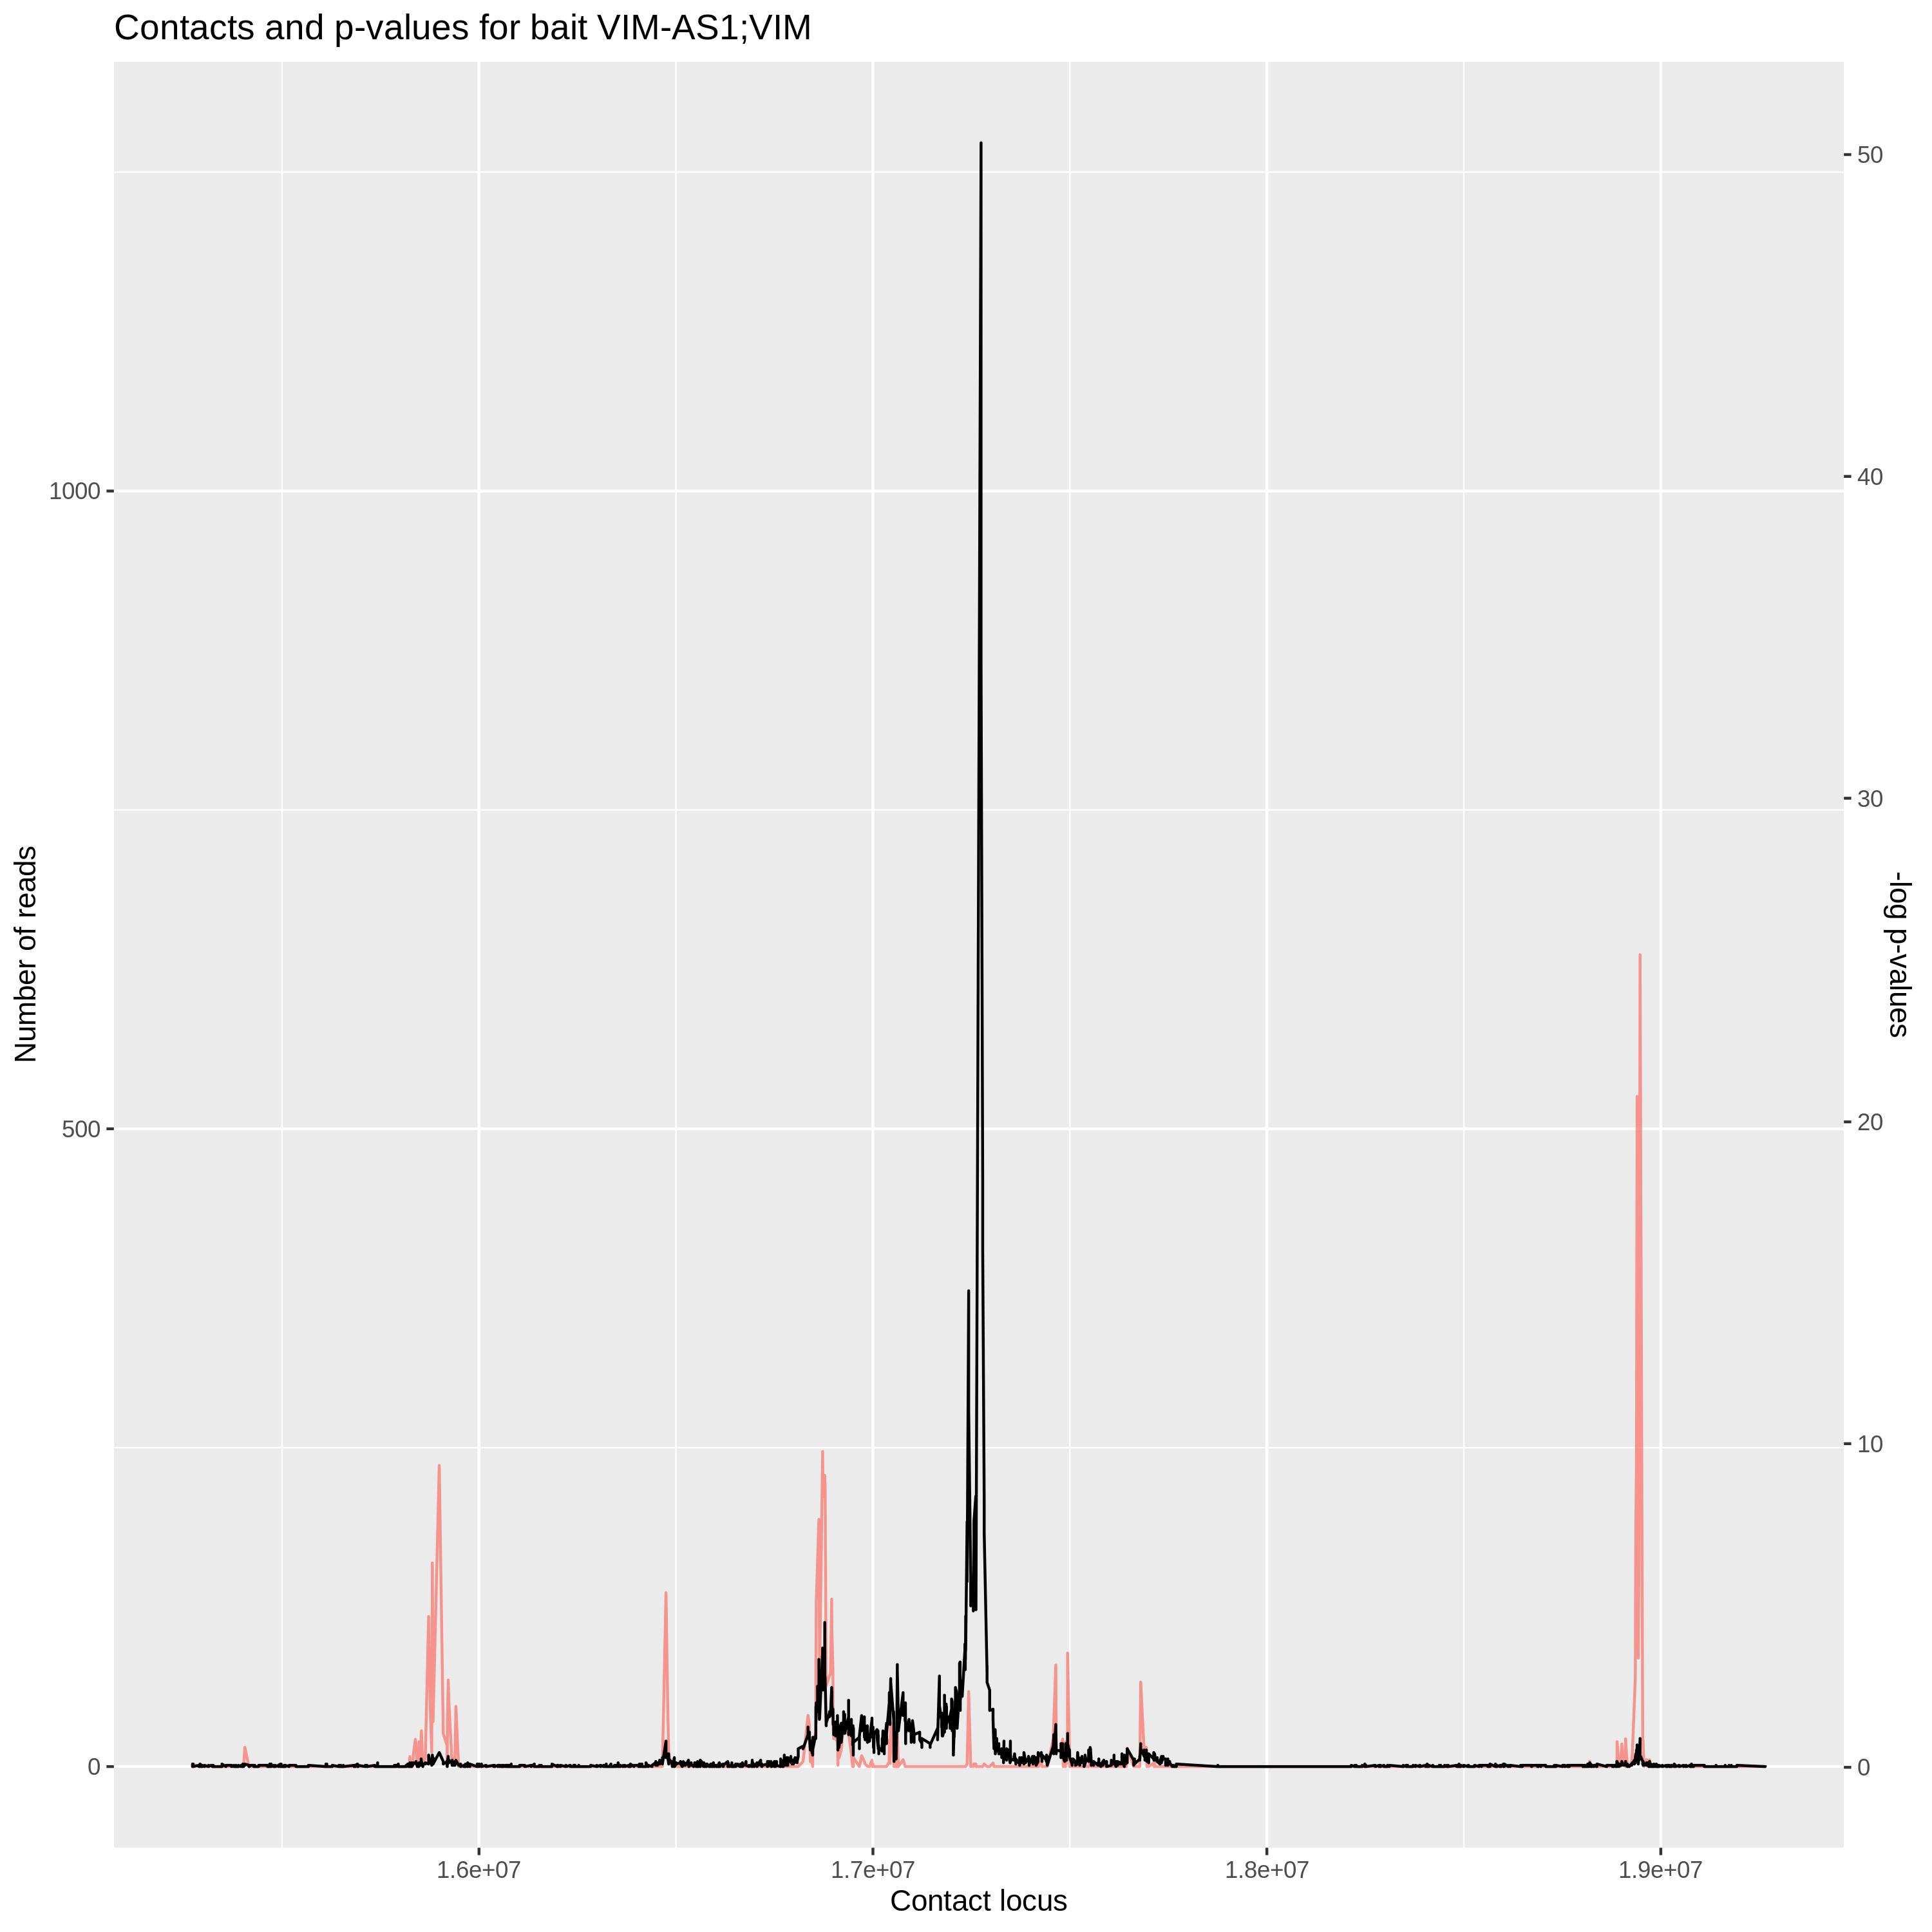 Contacts and p-values for bait VIM-AS1;VIM
Number of reads
1000
500
0
50
40
30
20
10
0
-log p-values
1.6e+07
1.7e+07
1.8e+07
1.9e+07
Contact locus